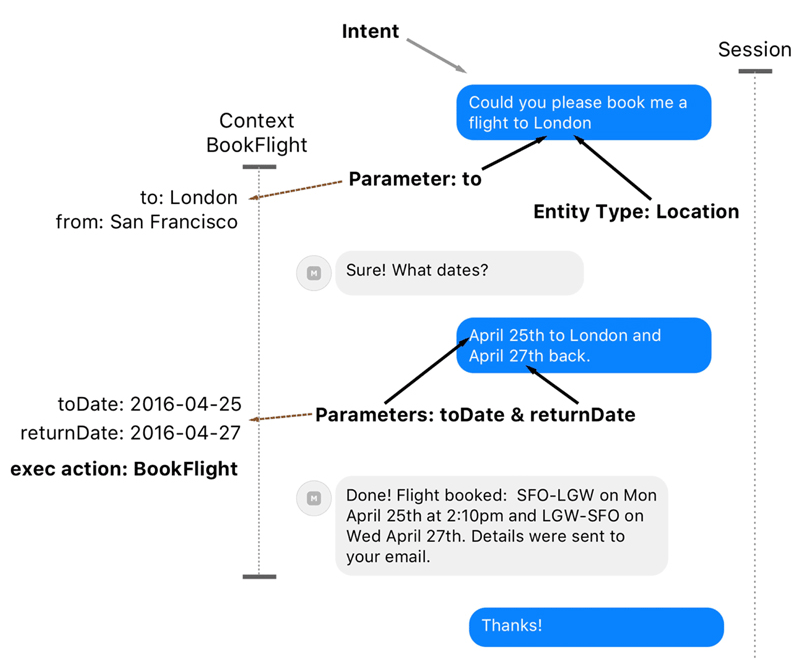 Intent
Session
Could you please book me a
flight to London
Context
BookFlight
Parameter: to
to: London
from: San Francisco
Entity Type: Location
M
Sure! What dates?
April 25th to London and
April 27th back.
toDate: 2016-04-25
returnDate: 2016-04-27
Parameters: toDate & returnDate
exec action: BookFlight
M
Done! Flight booked:  SFO-LGW on Mon
April 25th at 2:10pm and LGW-SFO on
Wed April 27th. Details were sent to
your email.
Thanks!